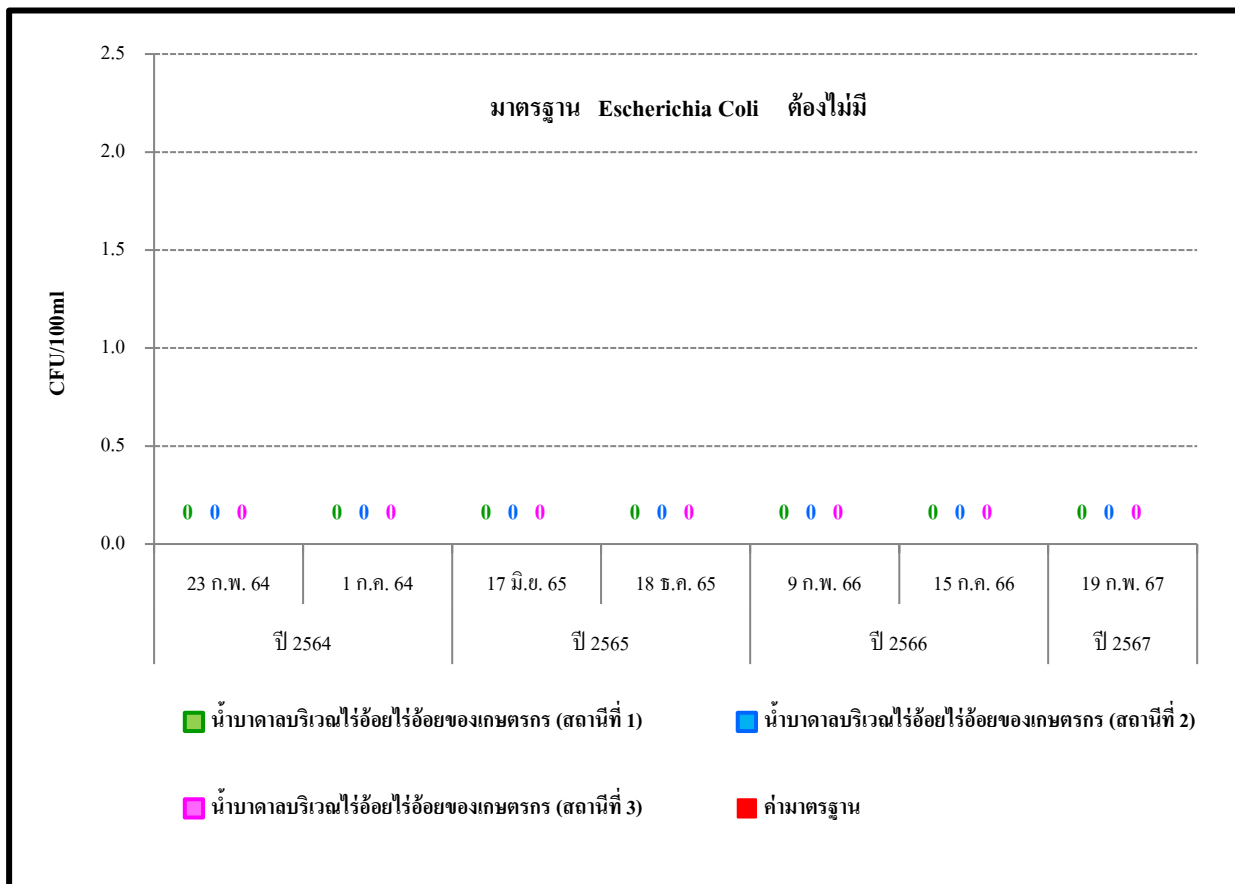 2.5
มาตรฐาน Escherichia Coli ต้องไม่มี
2.0
1.5
1.0
0.5
0.0
CFU/100ml
0 0 0 0 0 0 0 0 0 0 0 0 0 0 0 0 0 0 0 0 0
23 ก.พ. 64 1 ก.ค. 64 17 มิ.ย. 65 18 ธ.ค. 65 9 ก.พ. 66 15 ก.ค. 66 19 ก.พ. 67
ปี 2564 ปี 2565 ปี 2566 ปี 2567
น้ำบาดาลบริเวณไร่อ้อยไร่อ้อยของเกษตรกร (สถานีที่ 1) น้ำบาดาลบริเวณไร่อ้อยไร่อ้อยของเกษตรกร (สถานีที่ 2)
น้ำบาดาลบริเวณไร่อ้อยไร่อ้อยของเกษตรกร (สถานีที่ 3) ค่ามาตรฐาน